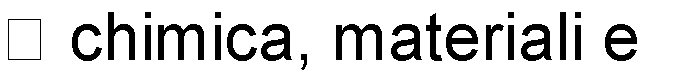 □ chimica, materiali e